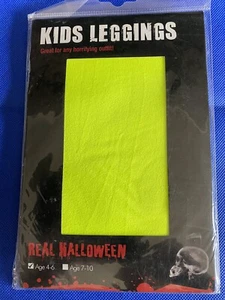 KIDS LEGGINGS
Great for any horrifying outfit!
REAL HALLOWEEN
Age 4-6 Age 7-10